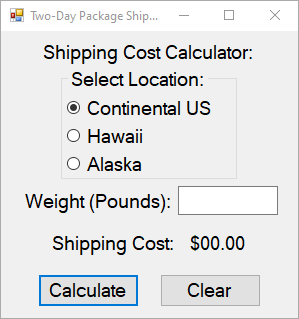 Two-Day Package Ship...
Shipping Cost Calculator:
Select Location:
Continental US
Hawaii
Alaska
Weight (Pounds):
Shipping Cost: $00.00
Calculate Clear